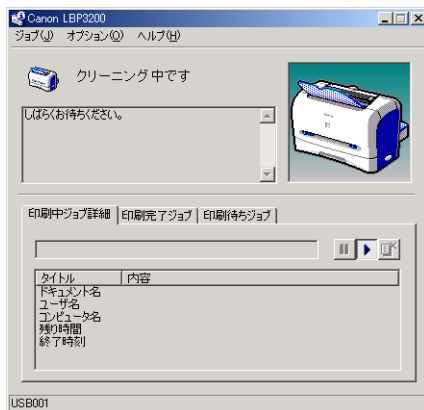 Canon LBP3200
ジョブ(J) オプション(O) ヘルプ(H)
クリーニング中です
しばらくお待ちください。
印刷中ジョブ詳細 印刷完了ジョブ 印刷待ちジョブ
タイトル 内容
ドキュメント名
ユーザ名
コンピュータ名
残り時間
終了時刻
USB001